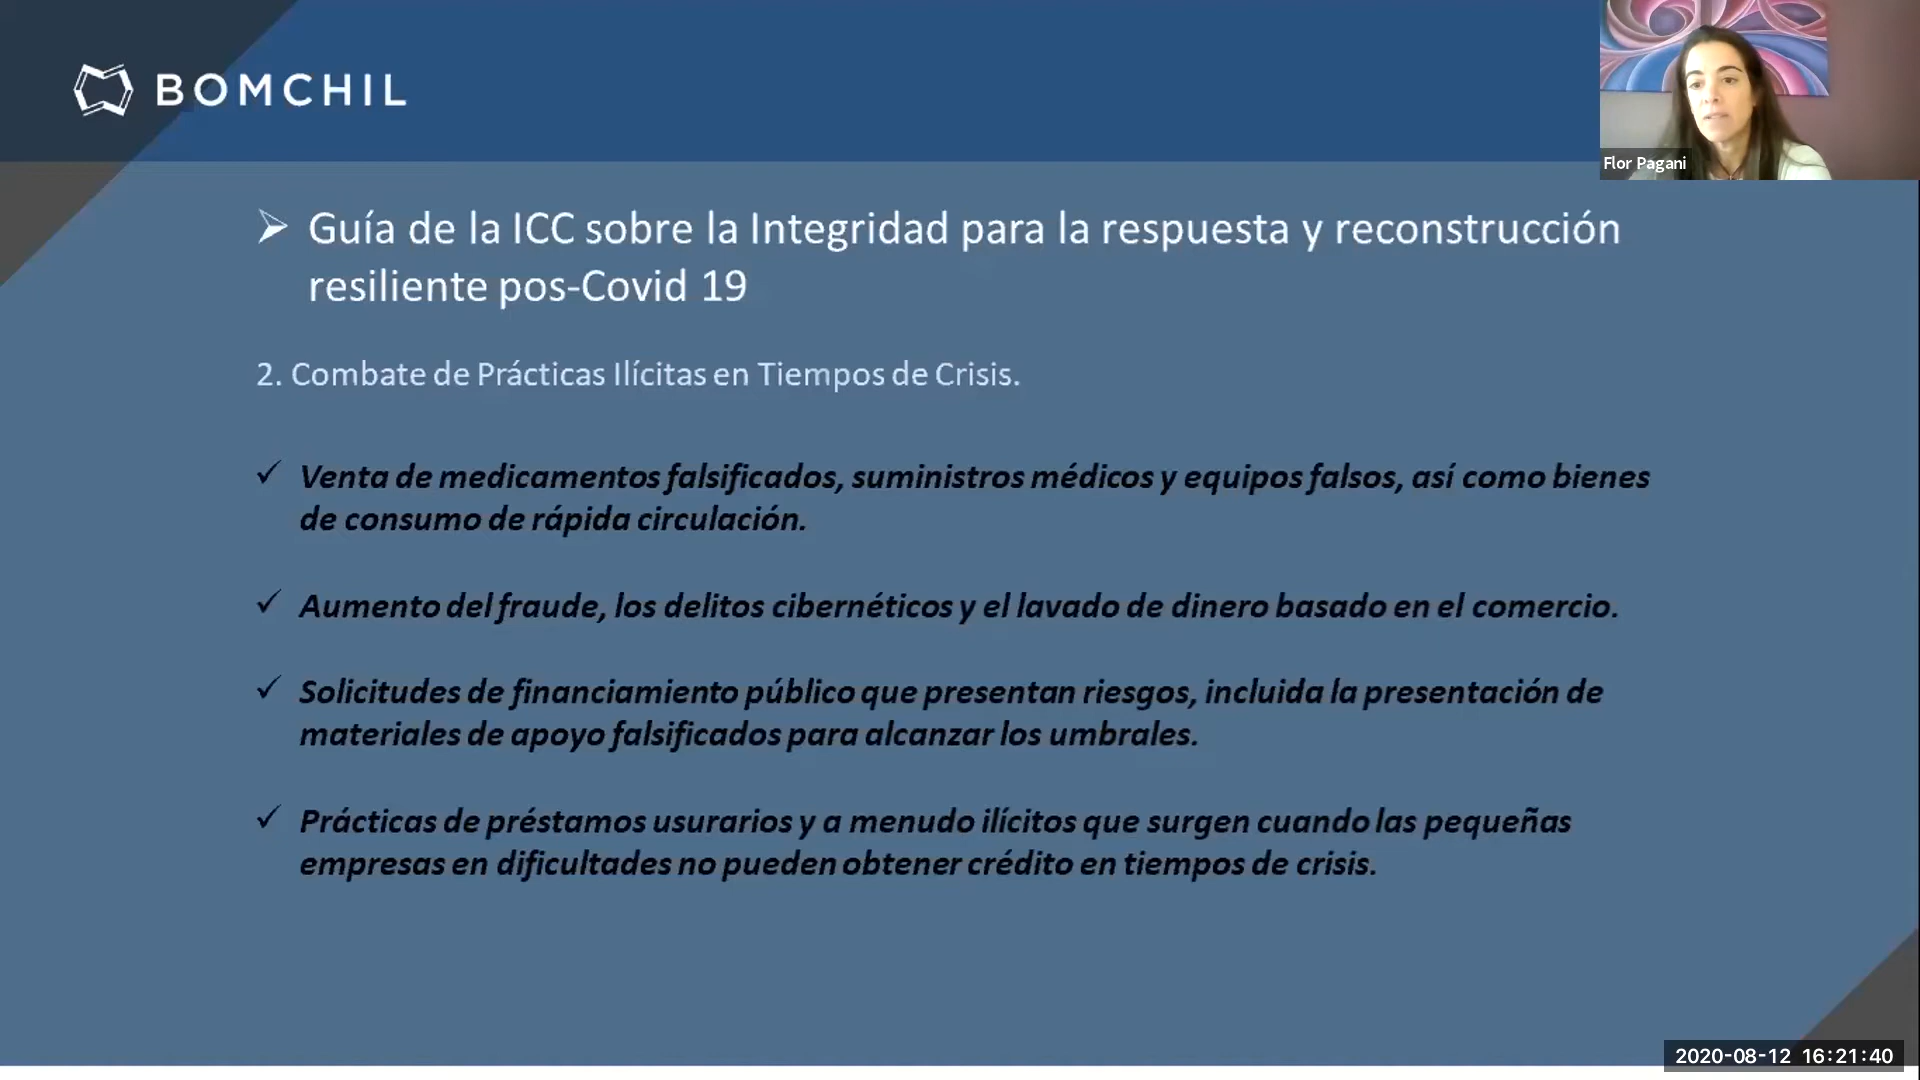 BOMCHIL
Flor Pagani
Guía de la ICC sobre la Integridad para la respuesta y reconstrucción
resiliente pos-Covid 19
2. Combate de Prácticas Ilícitas en Tiempos de Crisis.
✓ Venta de medicamentos falsificados, suministros médicos y equipos falsos, así como bienes
de consumo de rápida circulación.
✓ Aumento del fraude, los delitos cibernéticos y el lavado de dinero basado en el comercio.
✓ Solicitudes de financiamiento público que presentan riesgos, incluida la presentación de
materiales de apoyo falsificados para alcanzar los umbrales.
✓ Prácticas de préstamos usurarios y a menudo ilícitos que surgen cuando las pequeñas
empresas en dificultades no pueden obtener crédito en tiempos de crisis.
2020-08-12 16:21:40